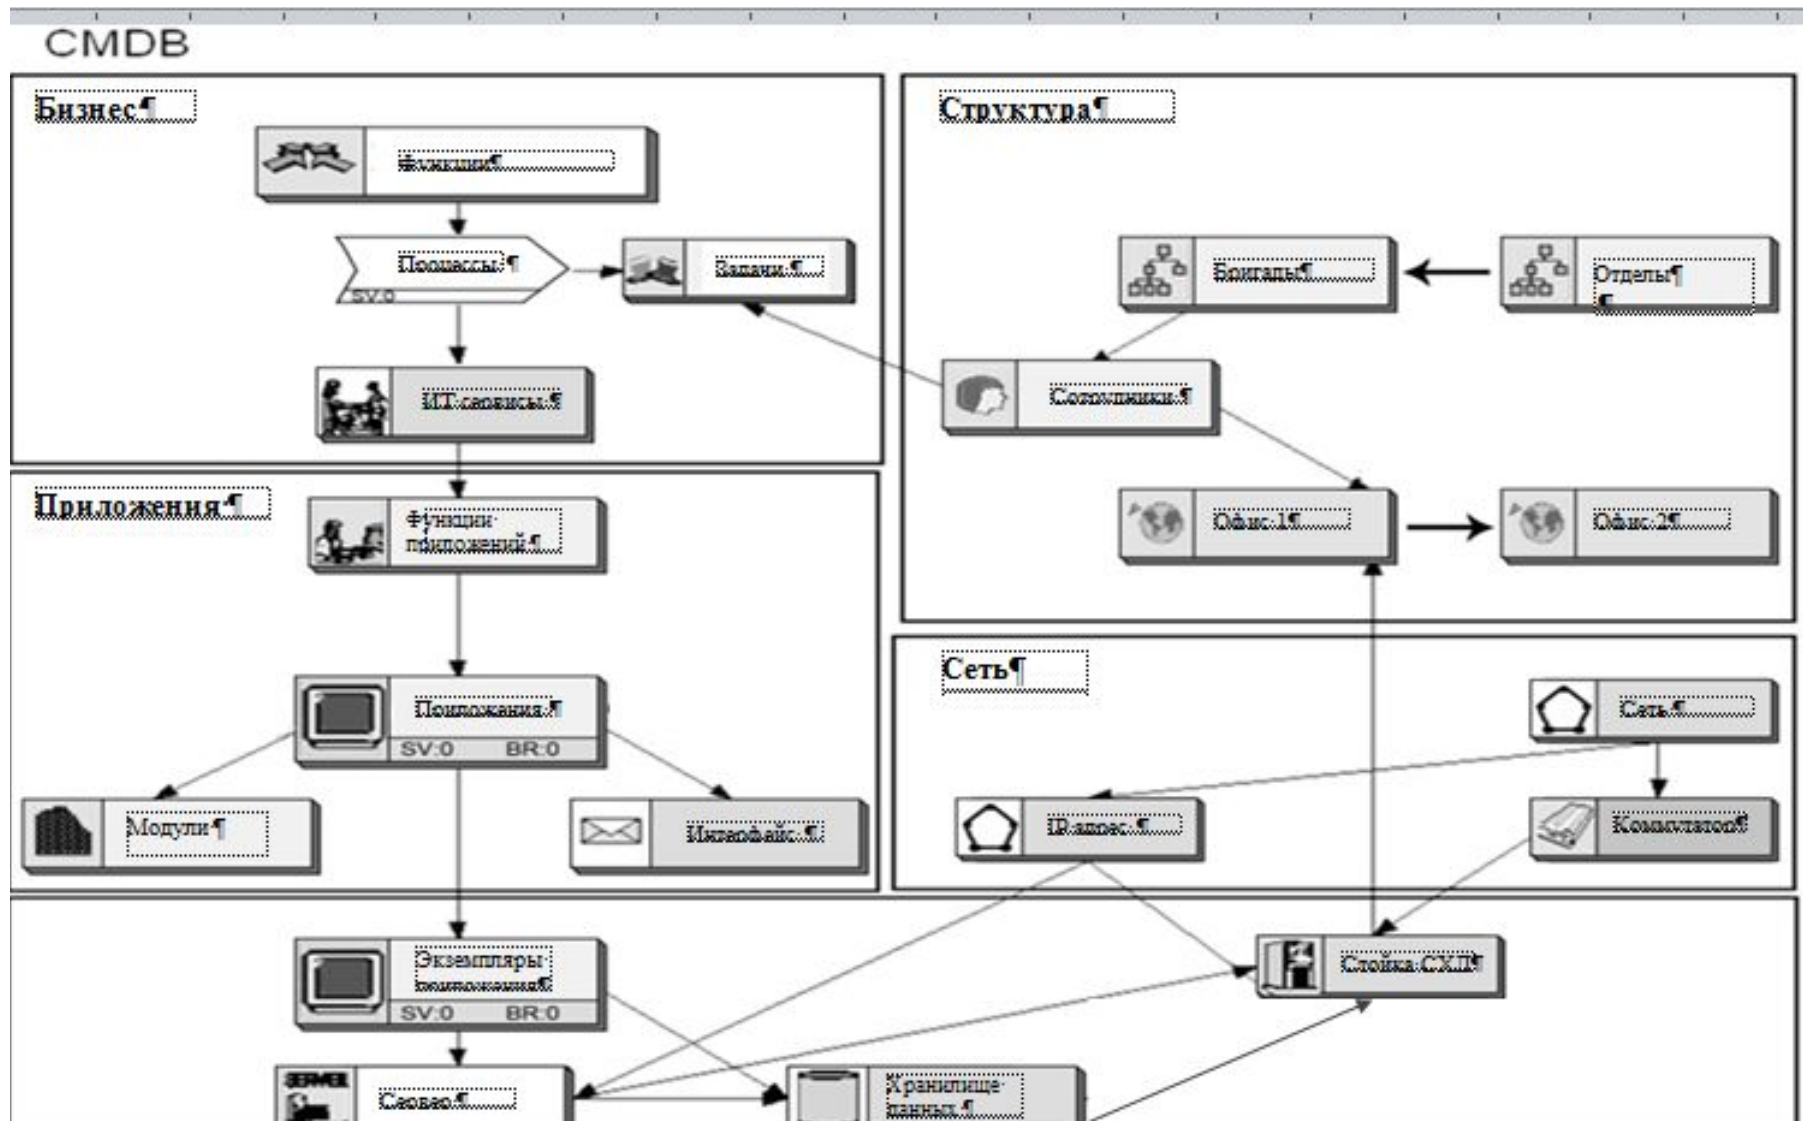 CMDB
Бизнес¶
Функции¶
Процессы·¶
SV:0
Задачи·¶
ИТ·сервисы·¶
Структура¶
Бригады¶
Отделы¶
¶
Сотрудники·¶
Офис·1¶
Офис·2¶
Приложения·¶
Функции·
приложений·¶
Приложения·¶
SV:0 BR:0
Модули·¶
Интерфейс·¶
Сеть¶
Сеть·¶
IP·адрес·¶
Коммутатор¶
Экземпляры·
приложения¶
SV:0 BR:0
Стойка·СХД¶
SERVER
Сервер·¶
Хранилище·
данных·¶